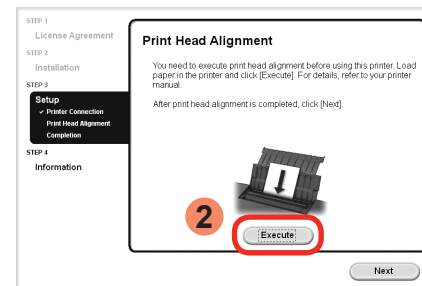 STEP 1
License Agreement
STEP 2
Installation
STEP 3
Setup
✓ Printer Connection
Print Head Alignment
Completion
STEP 4
Information
Print Head Alignment
You need to execute print head alignment before using this printer. Load
paper in the printer and click [Execute]. For details, refer to your printer
manual.
After print head alignment is completed, click [Next].
2
Execute
Next